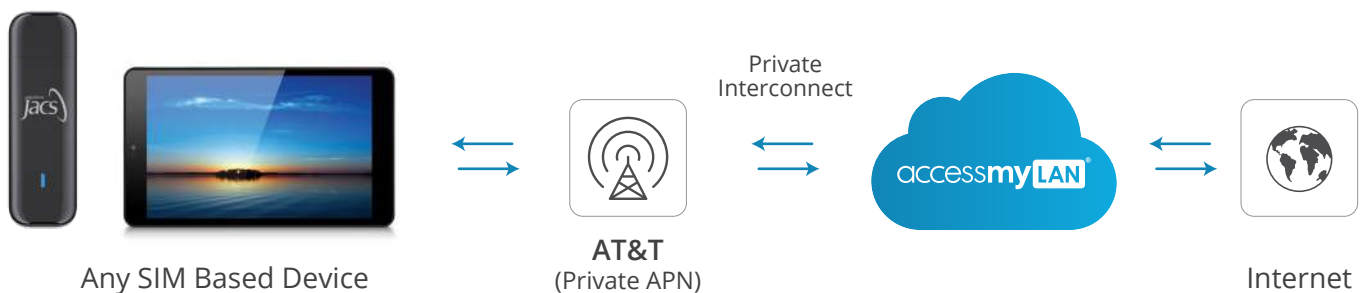 jacs
Any SIM Based Device
AT&T
(Private APN)
Private
Interconnect
accessmyLAN®
Internet